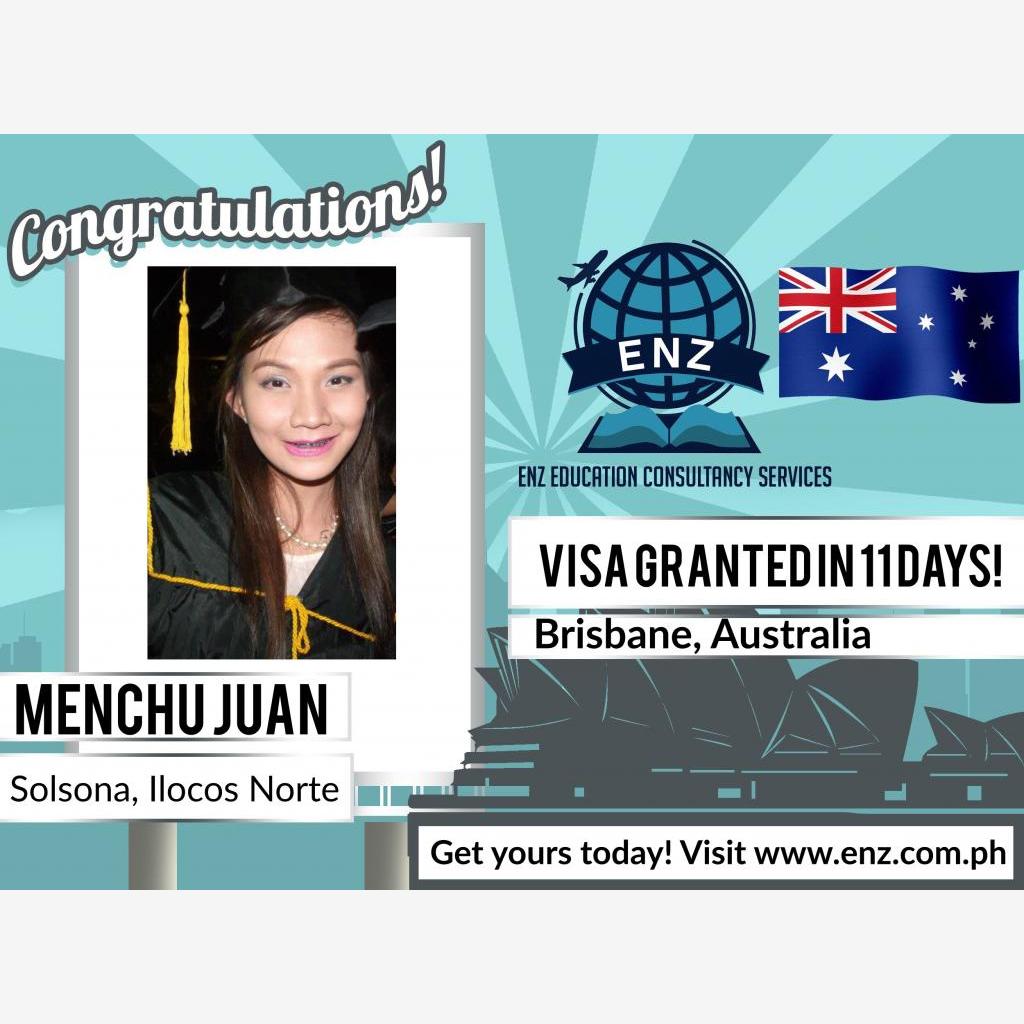 Congratulations!
ENZ
ENZ EDUCATION CONSULTANCY SERVICES
VISA GRANTED IN 11 DAYS!
Brisbane, Australia
MENCHU JUAN
Solsona, Ilocos Norte
Get yours today! Visit www.enz.com.ph